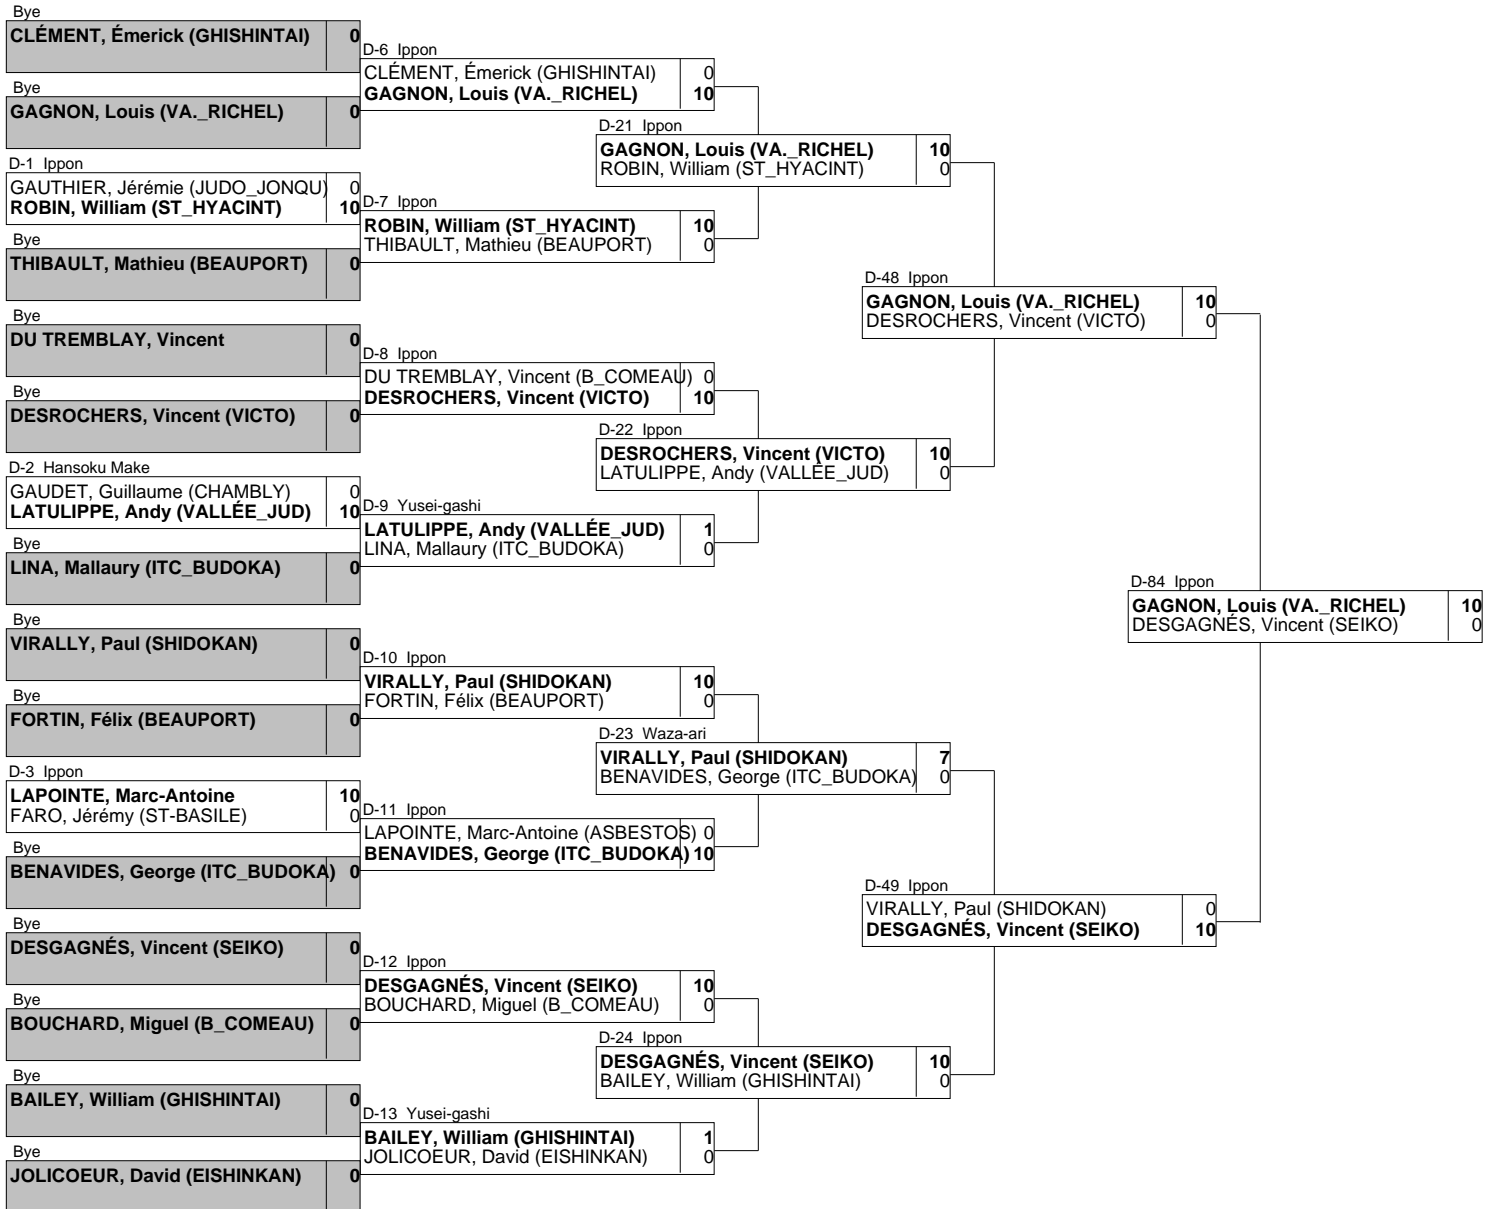 Bye
CLÉMENT, Émerick (GHISHINTAI) 0
Bye
GAGNON, Louis (VA._RICHEL) 0
D-1 Ippon
GAUTHIER, Jérémie (JUDO_JONQU) 0
ROBIN, William (ST_HYACINT) 10
Bye
THIBAULT, Mathieu (BEAUPORT) 0
Bye
DU TREMBLAY, Vincent 0
Bye
DESROCHERS, Vincent (VICTO) 0
D-2 Hansoku Make
GAUDET, Guillaume (CHAMBLY) 0
LATULIPPE, Andy (VALLÉE_JUD) 10
Bye
LINA, Mallaury (ITC_BUDOKA) 0
Bye
VIRALLY, Paul (SHIDOKAN) 0
Bye
FORTIN, Félix (BEAUPORT) 0
D-3 Ippon
LAPOINTE, Marc-Antoine 10
FARO, Jérémy (ST-BASILE) 0
Bye
BENAVIDES, George (ITC_BUDOKA) 0
Bye
DESGAGNÉS, Vincent (SEIKO) 0
Bye
BOUCHARD, Miguel (B_COMEAU) 0
Bye
BAILEY, William (GHISHINTAI) 0
Bye
JOLICOEUR, David (EISHINKAN) 0
D-6 Ippon
CLÉMENT, Émerick (GHISHINTAI) 0
GAGNON, Louis (VA._RICHEL) 10
D-7 Ippon
ROBIN, William (ST_HYACINT) 10
THIBAULT, Mathieu (BEAUPORT) 0
D-8 Ippon
DU TREMBLAY, Vincent (B_COMEAU) 0
DESROCHERS, Vincent (VICTO) 10
D-9 Yusei-gashi
LATULIPPE, Andy (VALLÉE_JUD) 1
LINA, Mallaury (ITC_BUDOKA) 0
D-10 Ippon
VIRALLY, Paul (SHIDOKAN) 10
FORTIN, Félix (BEAUPORT) 0
D-11 Ippon
LAPOINTE, Marc-Antoine (ASBESTOS) 0
BENAVIDES, George (ITC_BUDOKA) 10
D-12 Ippon
DESGAGNÉS, Vincent (SEIKO) 10
BOUCHARD, Miguel (B_COMEAU) 0
D-13 Yusei-gashi
BAILEY, William (GHISHINTAI) 1
JOLICOEUR, David (EISHINKAN) 0
D-21 Ippon
GAGNON, Louis (VA._RICHEL) 10
ROBIN, William (ST_HYACINT) 0
D-22 Ippon
DESROCHERS, Vincent (VICTO) 10
LATULIPPE, Andy (VALLÉE_JUD) 0
D-23 Waza-ari
VIRALLY, Paul (SHIDOKAN) 7
BENAVIDES, George (ITC_BUDOKA) 0
D-24 Ippon
DESGAGNÉS, Vincent (SEIKO) 10
BAILEY, William (GHISHINTAI) 0
D-48 Ippon
GAGNON, Louis (VA._RICHEL) 10
DESROCHERS, Vincent (VICTO) 0
D-49 Ippon
VIRALLY, Paul (SHIDOKAN) 0
DESGAGNÉS, Vincent (SEIKO) 10
D-84 Ippon
GAGNON, Louis (VA._RICHEL) 10
DESGAGNÉS, Vincent (SEIKO) 0